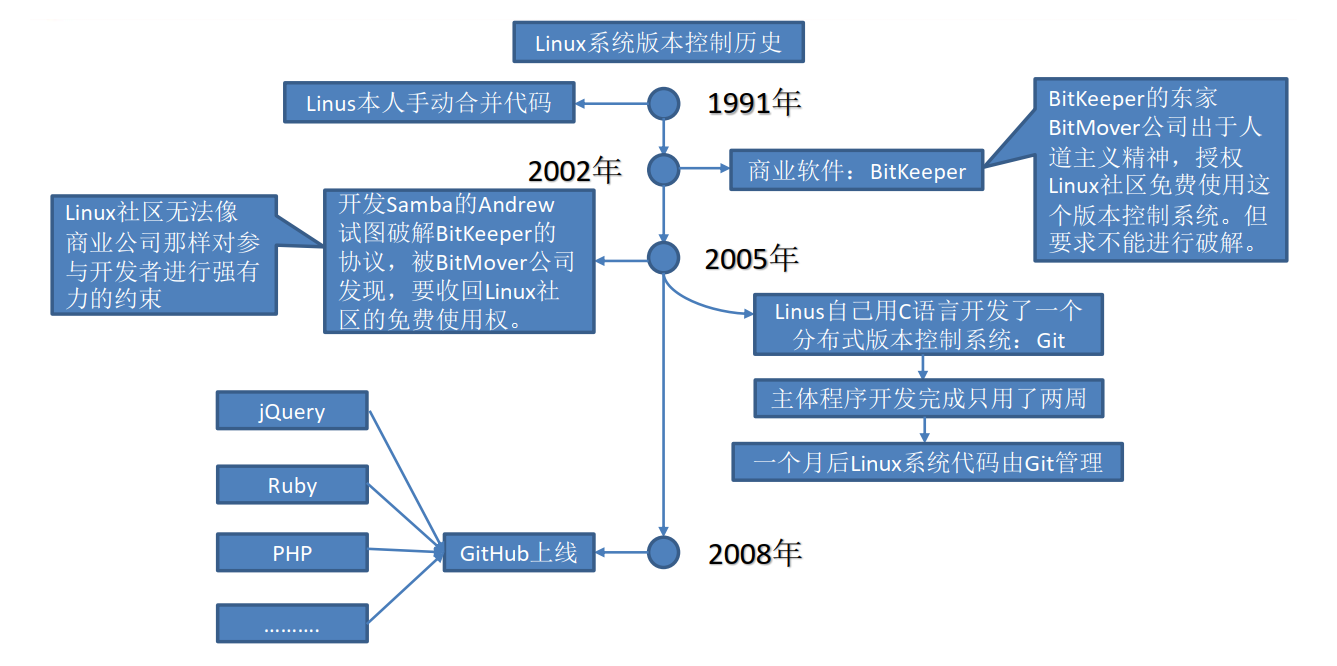 Linux系统版本控制历史
Linus本人手动合并代码
1991年
2002年
商业软件：BitKeeper
BitKeeper的东家
BitMover公司出于人
道主义精神，授权
Linux社区免费使用这
个版本控制系统。但
要求不能进行破解。
Linux社区无法像
商业公司那样对参
与开发者进行强有
力的约束
开发Samba的Andrew
试图破解BitKeeper的
协议，被BitMover公司
发现，要收回Linux社
区的免费使用权。
2005年
Linus自己用C语言开发了一个
分布式版本控制系统：Git
主体程序开发完成只用了两周
一个月后Linux系统代码由Git管理
jQuery
Ruby
PHP
……….
GitHub上线
2008年